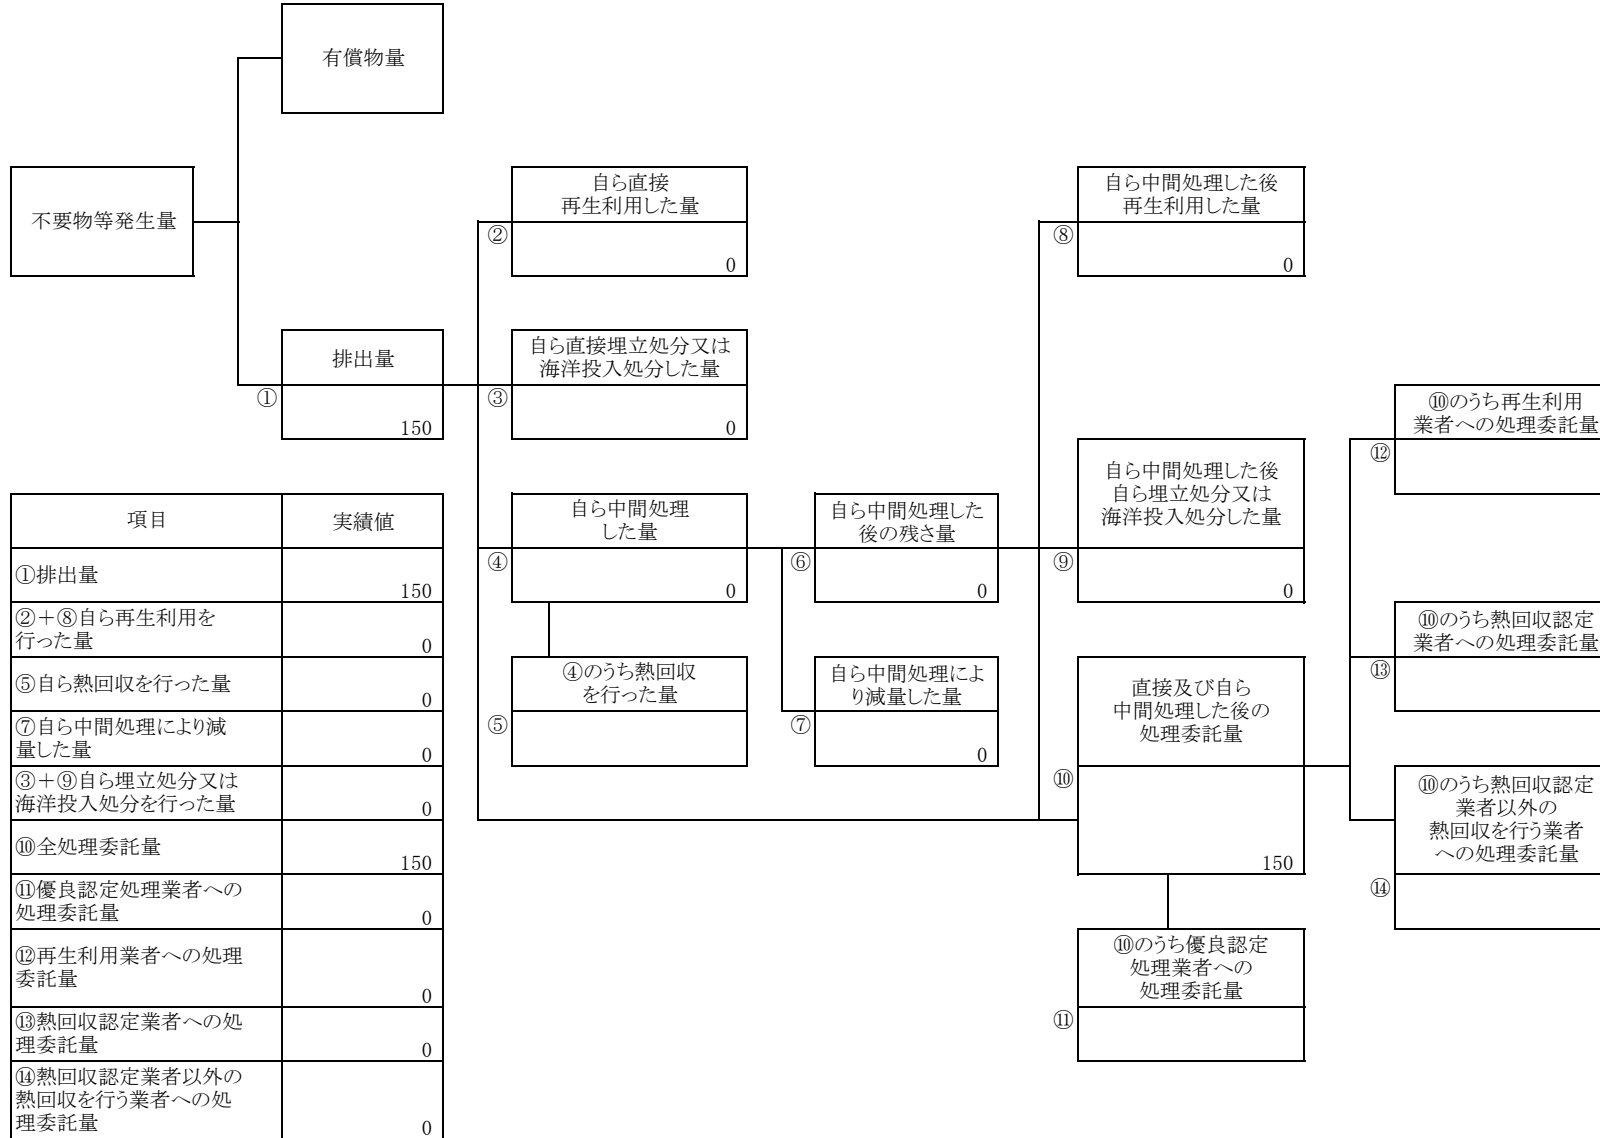 有償物量
不要物等発生量
自ら直接
再生利用した量
②
0
自ら中間処理した後
再生利用した量
⑧
0
排出量
①
150
自ら直接埋立処分又は
海洋投入処分した量
③
0
⑩のうち再生利用
業者への処理委託量
⑫
自ら中間処理
した量
④
0
自ら中間処理した
後の残さ量
⑥
0
自ら中間処理した後
自ら埋立処分又は
海洋投入処分した量
⑨
0
⑩のうち熱回収認定
業者への処理委託量
⑬
④のうち熱回収
を行った量
⑤
自ら中間処理によ
り減量した量
⑦
0
直接及び自ら
中間処理した後の
処理委託量
⑩
150
⑩のうち熱回収認定
業者以外の
熱回収を行う業者
への処理委託量
⑭
⑩のうち優良認定
処理業者への
処理委託量
⑪
項目 実績値
①排出量
150
②＋⑧自ら再生利用を
行った量
0
⑤自ら熱回収を行った量
0
⑦自ら中間処理により減
量した量
0
③＋⑨自ら埋立処分又は
海洋投入処分を行った量
0
⑩全処理委託量
150
⑪優良認定処理業者への
処理委託量
0
⑫再生利用業者への処理
委託量
0
⑬熱回収認定業者への処
理委託量
0
⑭熱回収認定業者以外の
熱回収を行う業者への処
理委託量
0